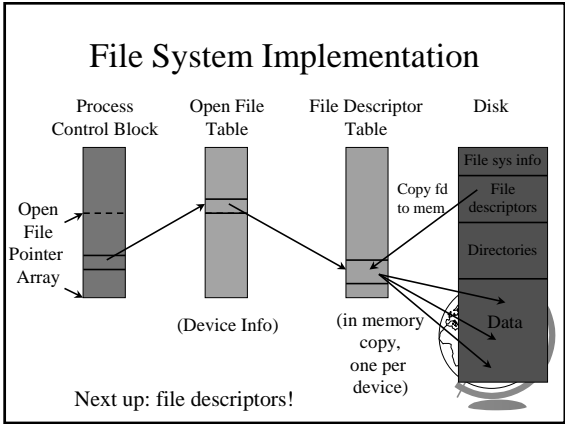 File System Implementation
Process
Control Block
Open File
Table
File Descriptor
Table
Disk
File sys info
Copy fd
to mem
File
descriptors
Open
File
Pointer
Array
Directories
Data
(Device Info)
(in memory
copy,
one per
device)
Next up: file descriptors!